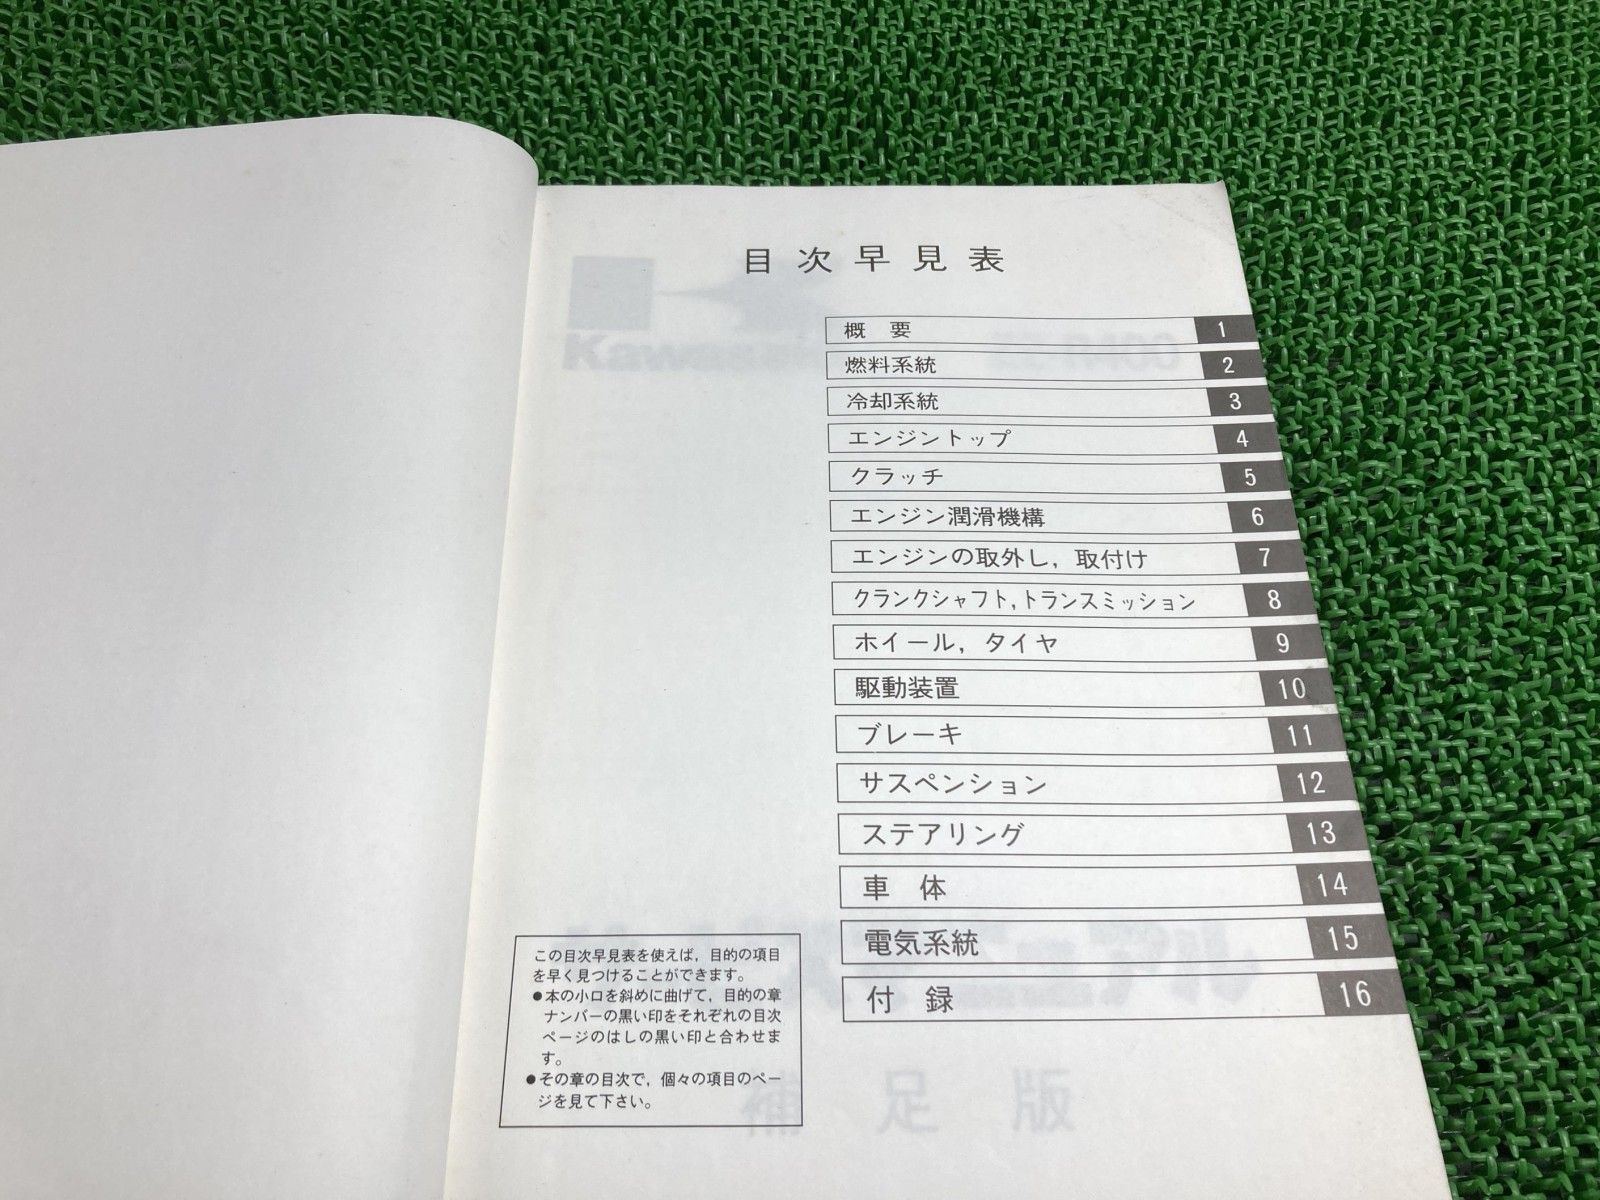 目次早見表
概 要 1
燃料系統 2
冷却系統 3
エンジントップ 4
クラッチ 5
エンジン潤滑機構 6
エンジンの取外し，取付け 7
クランクシャフト，トランスミッション 8
ホイール，タイヤ 9
駆動装置 10
ブレーキ 11
サスペンション 12
ステアリング 13
車 体 14
電気系統 15
付 録 16
この目次早見表を使えば，目的の項目
を早く見つけることができます。
●本の小口を斜めに曲げて，目的の章
ナンバーの黒い印をそれぞれの目次
ページのはしの黒い印と合わせま
す。
●その章の目次で，個々の項目のペー
ジを見て下さい。
Kawasaki
補足版